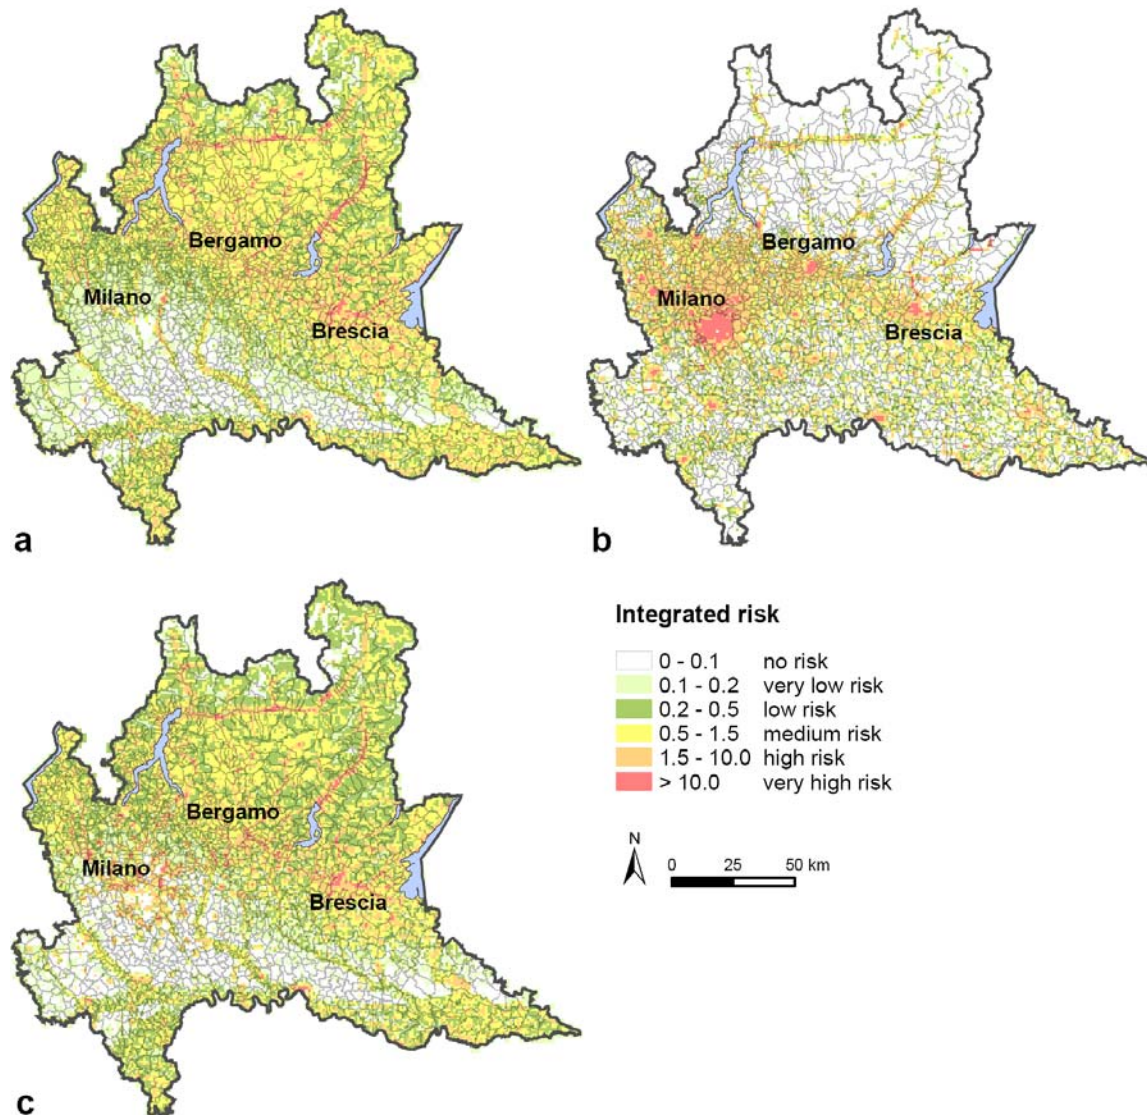 Bergamo
Milano
Brescia
a
Bergamo
Milano
Brescia
b
Bergamo
Milano
Brescia
c
Integrated risk
0 - 0.1 no risk
0.1 - 0.2 very low risk
0.2 - 0.5 low risk
0.5 - 1.5 medium risk
1.5 - 10.0 high risk
> 10.0 very high risk
N
0 25 50 km